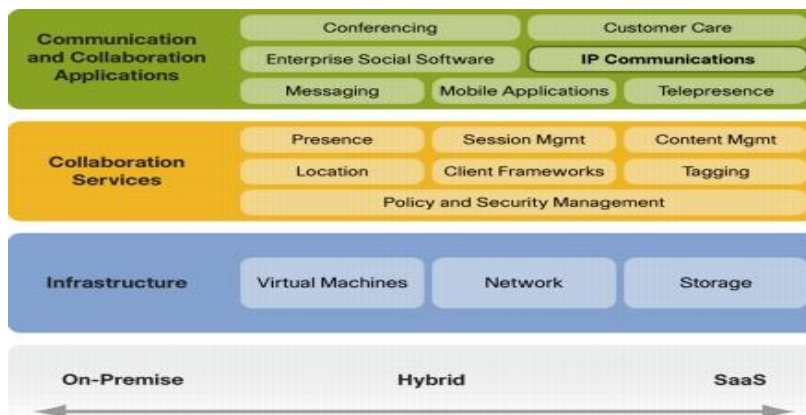 Communication
and Collaboration
Applications
Conferencing
Customer Care
Enterprise Social Software
IP Communications
Messaging
Mobile Applications
Telepresence
Collaboration
Services
Presence
Session Mgmt
Content Mgmt
Location
Client Frameworks
Tagging
Policy and Security Management
Infrastructure
Virtual Machines
Network
Storage
On-Premise
Hybrid
SaaS